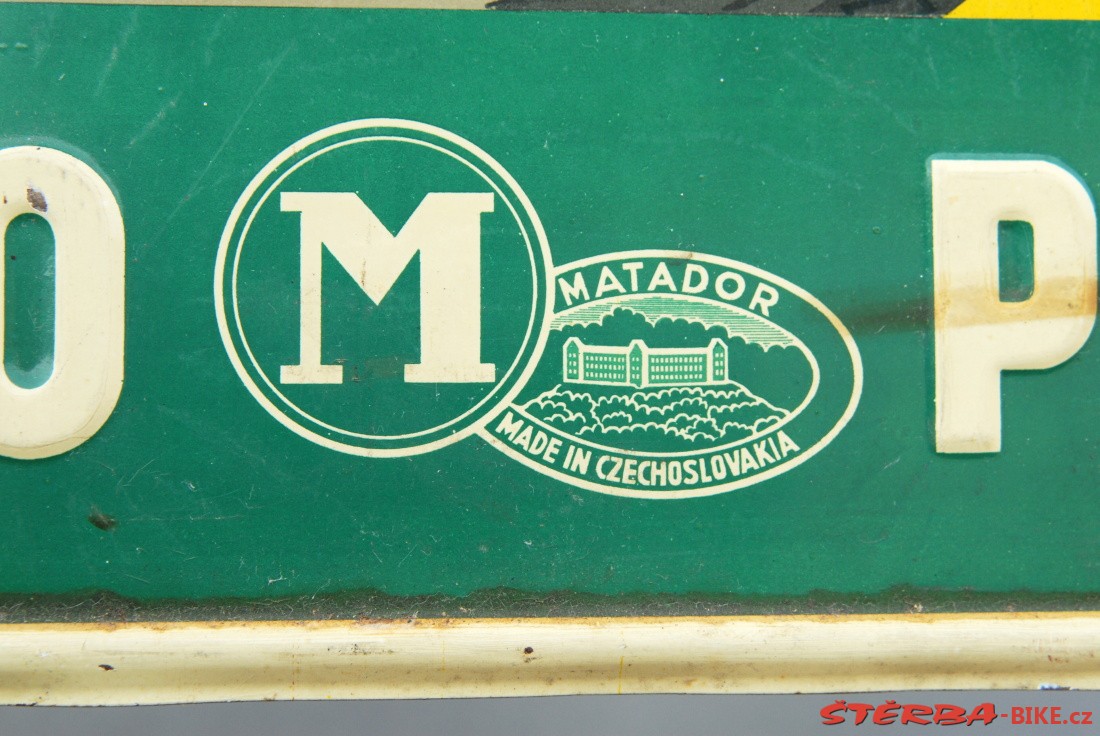 O M P
MATADOR
MADE IN CZECHOSLOVAKIA
ŠTĚRBA-BIKE.cz